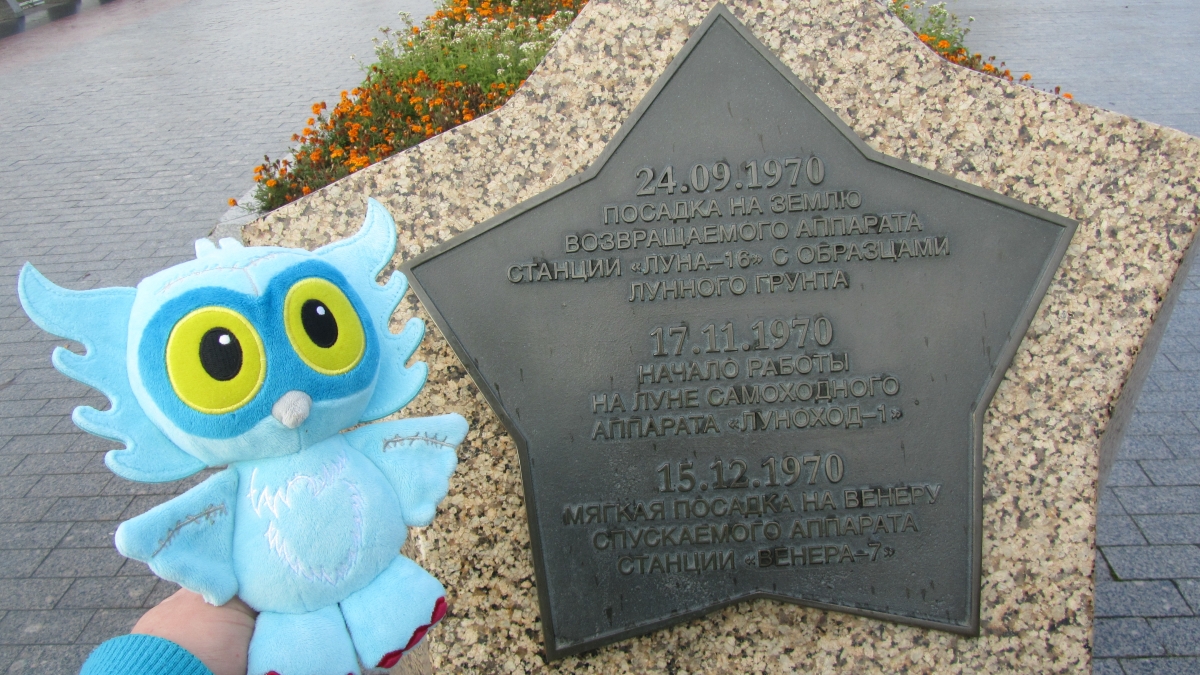 24.09.1970
ПОСАДКА НА ЗЕМЛЮ
ВОЗВРАЩАЕМОГО АППАРАТА
СТАНЦИИ «ЛУНА–16» С ОБРАЗЦАМИ
ЛУННОГО ГРУНТА
17.11.1970
НАЧАЛО РАБОТЫ
НА ЛУНЕ САМОХОДНОГО
АППАРАТА «ЛУНОХОД–1»
15.12.1970
МЯГКАЯ ПОСАДКА НА ВЕНЕРУ
СПУСКАЕМОГО АППАРАТА
СТАНЦИИ «ВЕНЕРА–7»